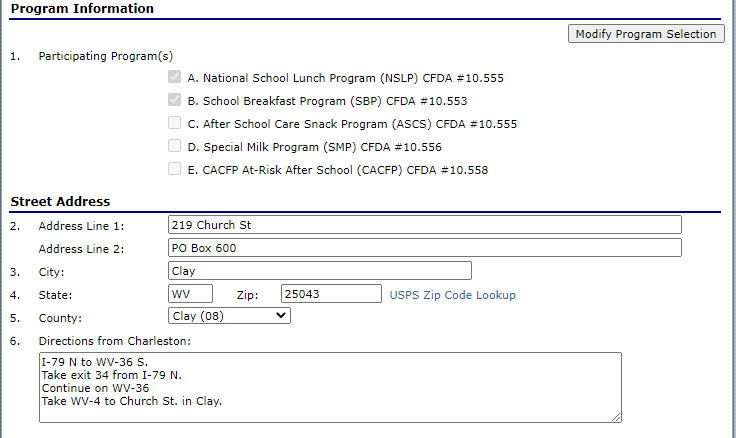 Program Information
Modify Program Selection
1. Participating Program(s)
A. National School Lunch Program (NSLP) CFDA #10.555
B. School Breakfast Program (SBP) CFDA #10.553
C. After School Care Snack Program (ASCS) CFDA #10.555
D. Special Milk Program (SMP) CFDA #10.556
E. CACFP At-Risk After School (CACFP) CFDA #10.558
Street Address
2. Address Line 1: 219 Church St
Address Line 2: PO Box 600
3. City: Clay
4. State: WV Zip: 25043 USPS Zip Code Lookup
5. County: Clay (08)
6. Directions from Charleston:
I-79 N to WV-36 S.
Take exit 34 from I-79 N.
Continue on WV-36
Take WV-4 to Church St. in Clay.